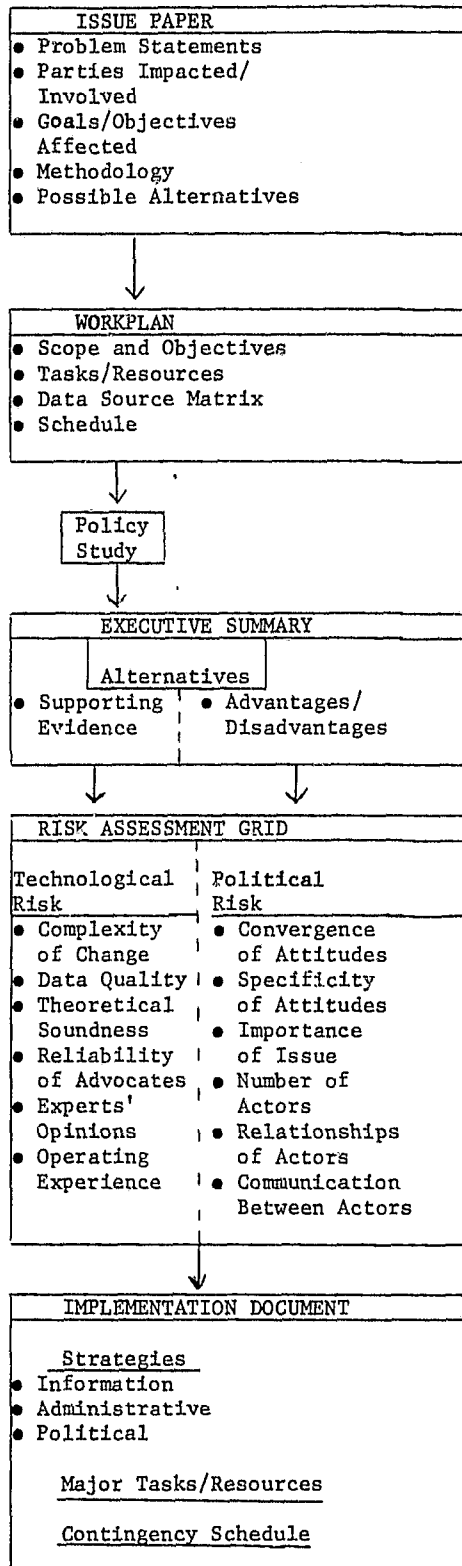 ISSUE PAPER
● Problem Statements
● Parties Impacted/
Involved
● Goals/Objectives
Affected
● Methodology
● Possible Alternatives
WORKPLAN
● Scope and Objectives
● Tasks/Resources
● Data Source Matrix
● Schedule
Policy
Study
EXECUTIVE SUMMARY
Alternatives
● Supporting
Evidence
● Advantages/
Disadvantages
RISK ASSESSMENT GRID
Technological
Risk
● Complexity
of Change
● Data Quality
● Theoretical
Soundness
● Reliability
of Advocates
● Experts'
Opinions
● Operating
Experience
Political
Risk
● Convergence
of Attitudes
● Specificity
of Attitudes
● Importance
of Issue
● Number of
Actors
● Relationships
of Actors
● Communication
Between Actors
IMPLEMENTATION DOCUMENT
Strategies
● Information
● Administrative
● Political
Major Tasks/Resources
Contingency Schedule